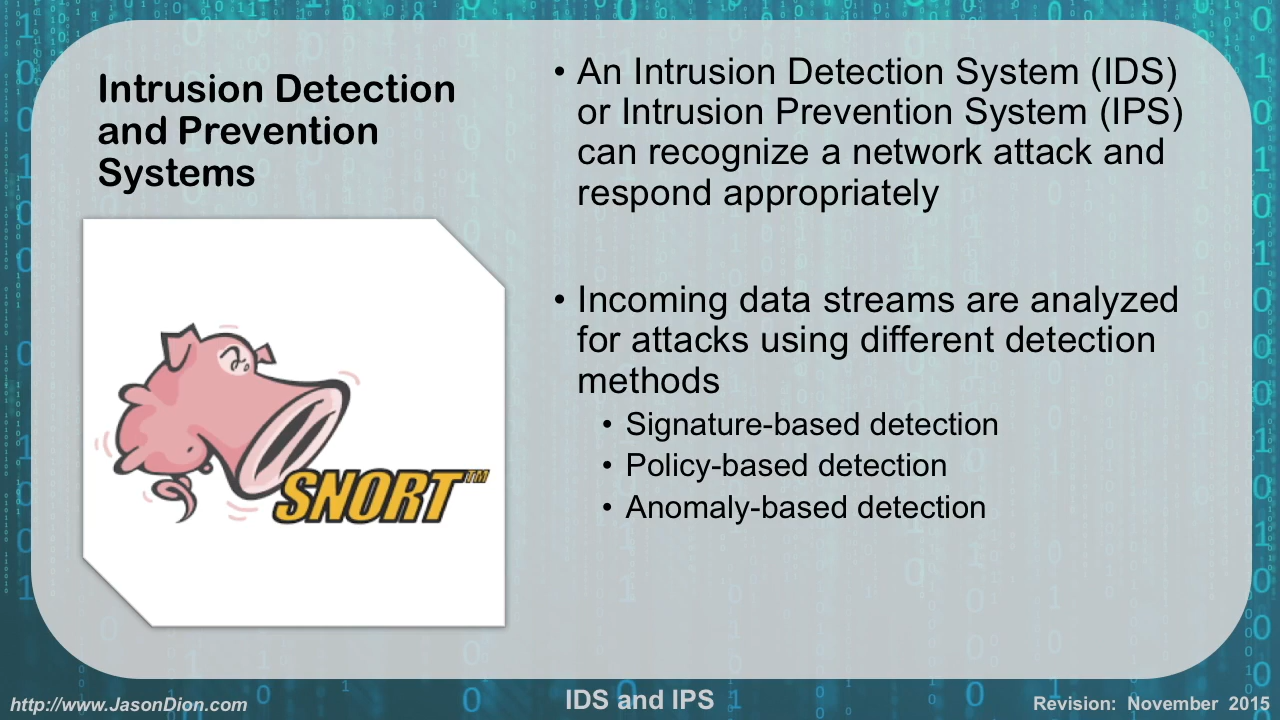 Intrusion Detection
and Prevention
Systems
SNORT™
• An Intrusion Detection System (IDS)
or Intrusion Prevention System (IPS)
can recognize a network attack and
respond appropriately
• Incoming data streams are analyzed
for attacks using different detection
methods
• Signature-based detection
• Policy-based detection
• Anomaly-based detection
http://www.JasonDion.com
IDS and IPS
Revision: November 2015